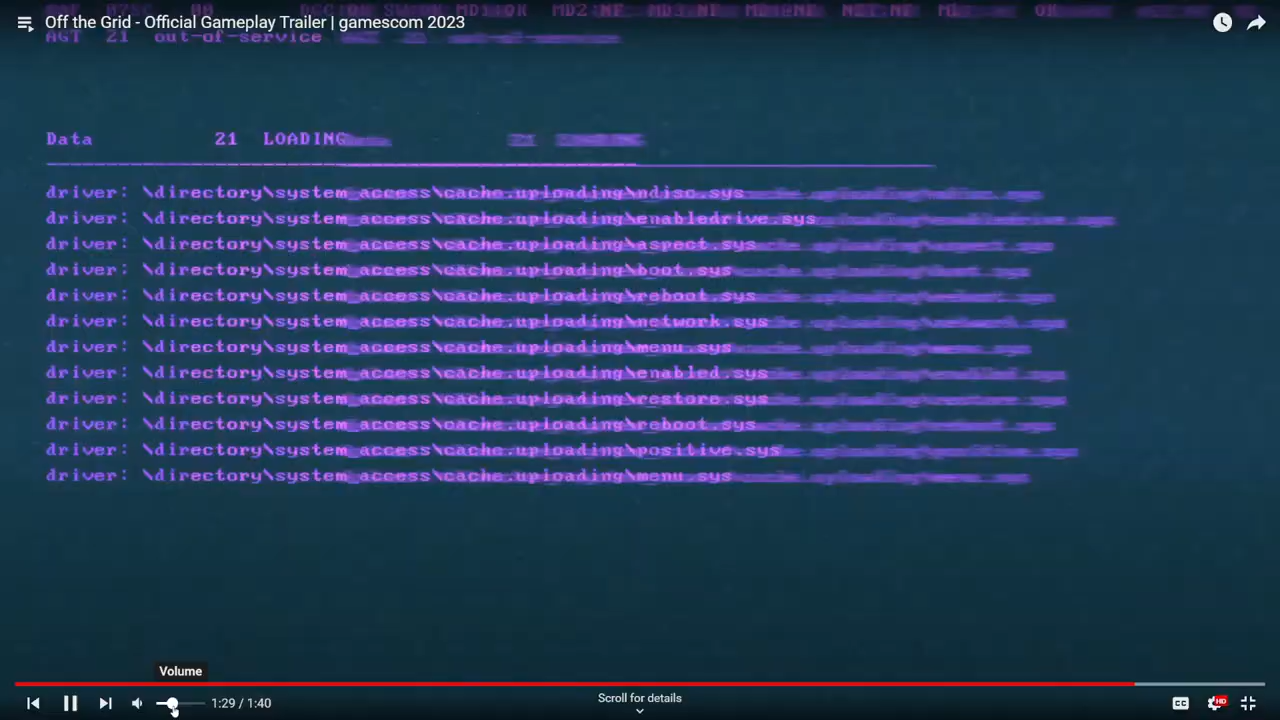 Off the Grid - Official Gameplay Trailer | gamescom 2023
AGT 21 out-of-service
Data 21 LOADING
driver: \directory\system_access\cache.uploading\ndisc.sys
driver: \directory\system_access\cache.uploading\enabledrive.sys
driver: \directory\system_access\cache.uploading\aspect.sys
driver: \directory\system_access\cache.uploading\boot.sys
driver: \directory\system_access\cache.uploading\reboot.sys
driver: \directory\system_access\cache.uploading\network.sys
driver: \directory\system_access\cache.uploading\menu.sys
driver: \directory\system_access\cache.uploading\enabled.sys
driver: \directory\system_access\cache.uploading\restore.sys
driver: \directory\system_access\cache.uploading\reboot.sys
driver: \directory\system_access\cache.uploading\positive.sys
driver: \directory\system_access\cache.uploading\menu.sys
Volume
1:29 / 1:40
Scroll for details
CC
HD